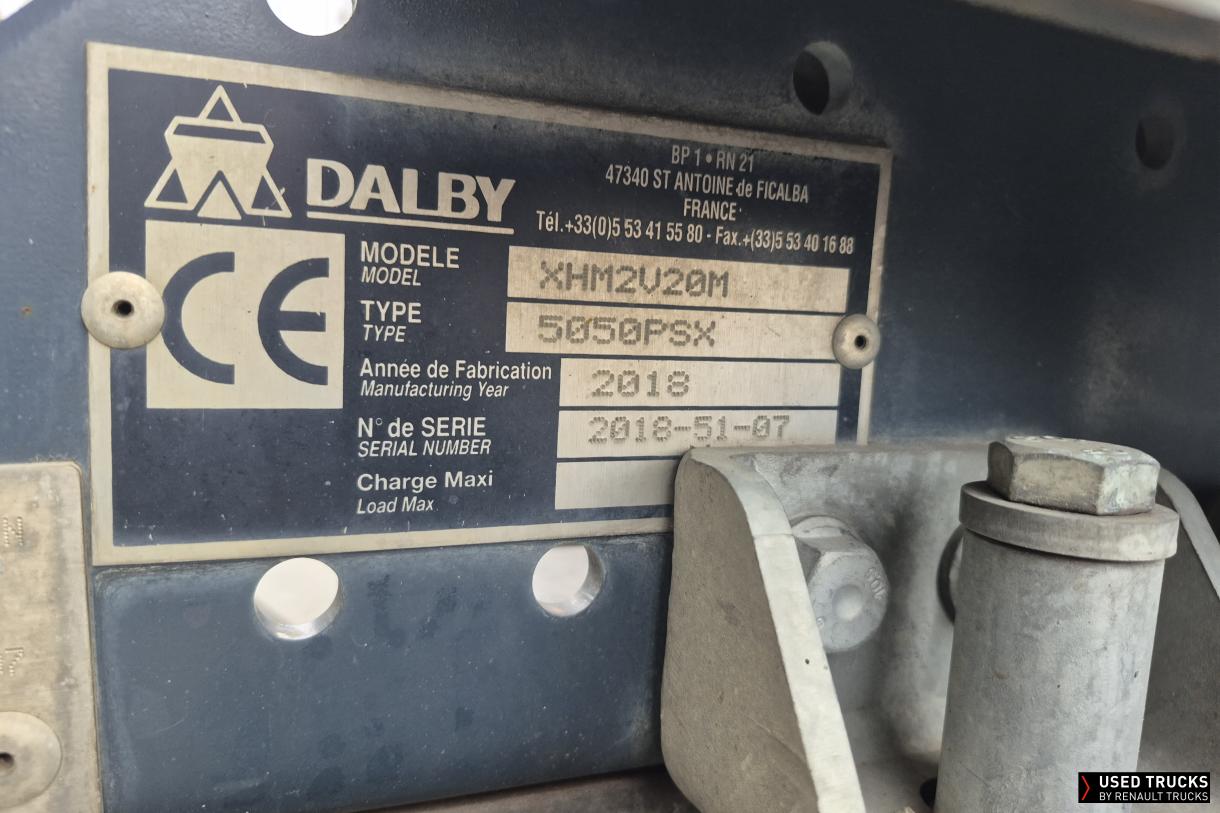 DALBY
BP 1 • RN 21
47340 ST ANTOINE de FICALBA
FRANCE
Tél.+33(0)5 53 41 55 80 - Fax.+(33)5 53 40 16 88
CE
MODELE XHM2V20M
MODEL
TYPE 5050PSX
TYPE
Année de Fabrication 2018
Manufacturing Year
N° de SERIE 2018-51-07
SERIAL NUMBER
Charge Maxi
Load Max
USED TRUCKS
BY RENAULT TRUCKS